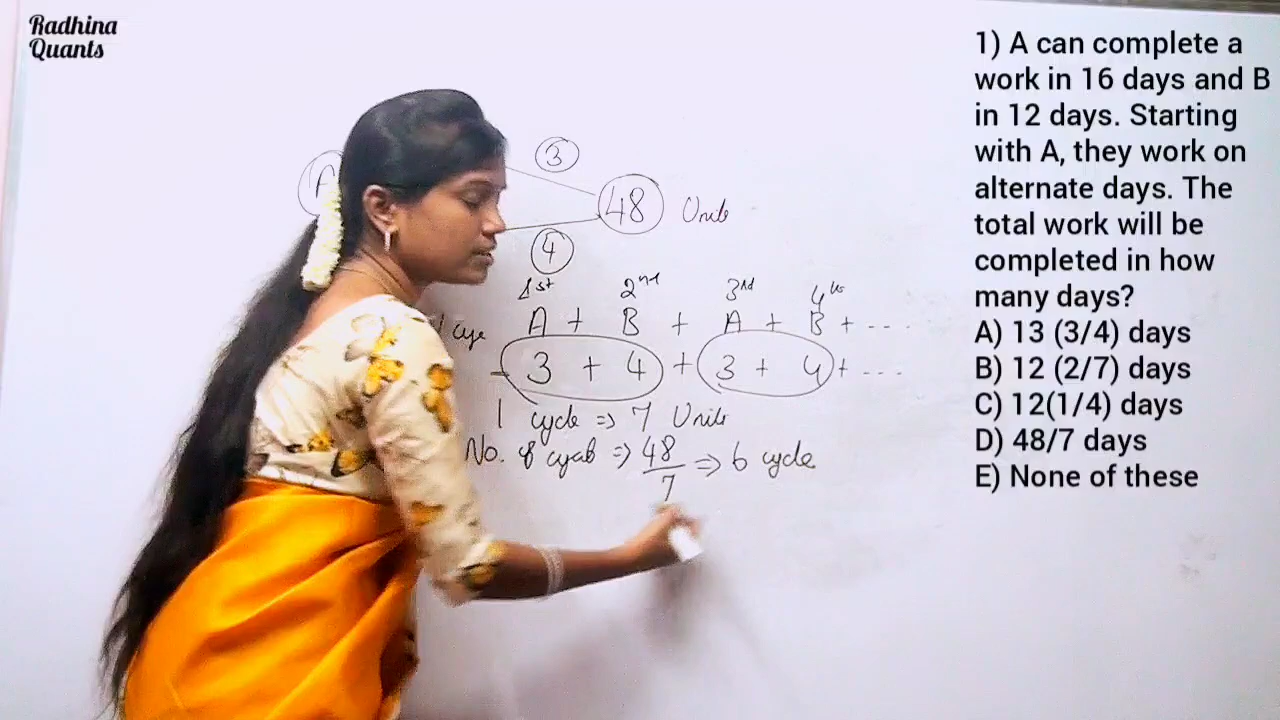 Radhina
Quants
1) A can complete a
work in 16 days and B
in 12 days. Starting
with A, they work on
alternate days. The
total work will be
completed in how
many days?
A) 13 (3/4) days
B) 12 (2/7) days
C) 12(1/4) days
D) 48/7 days
E) None of these
3
A
48 Units
4
1st 2nd 3rd 4th
A + B + A + B + ----
3 + 4 + 3 + 4 + ----
1 cycle => 7 Units
No. of => 48/7 => 6 cycle